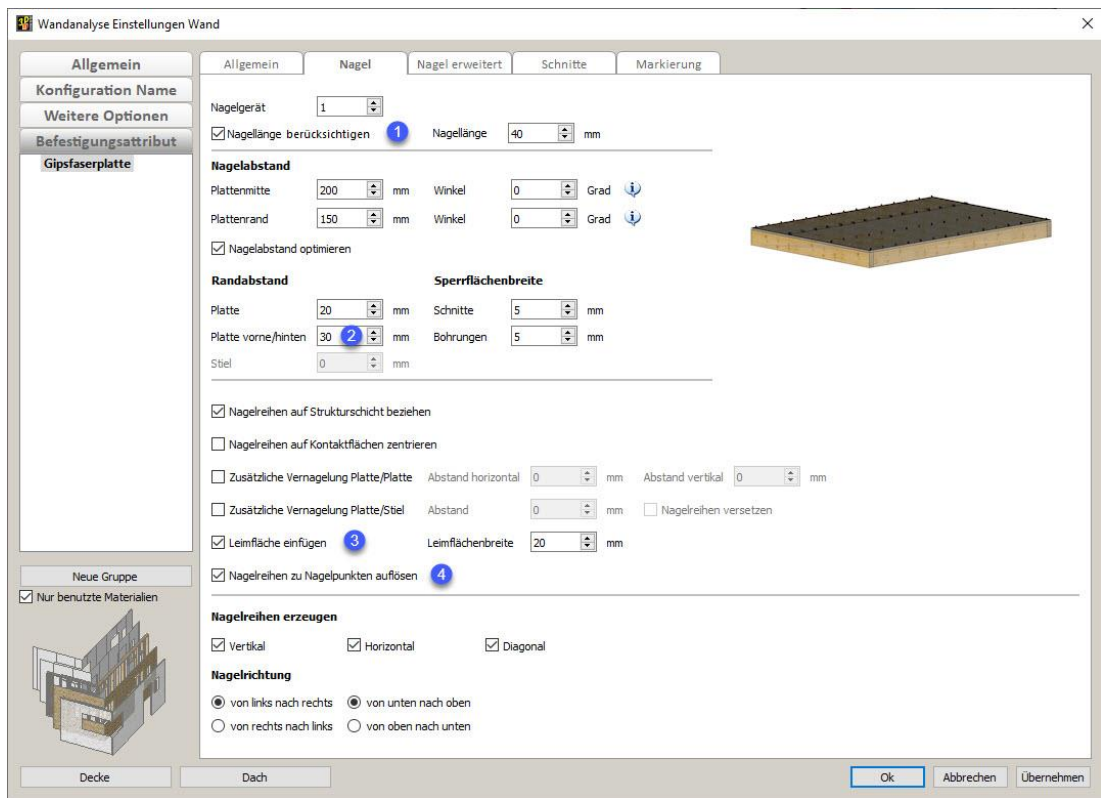 Wandanalyse Einstellungen Wand
Allgemein
Konfiguration Name
Weitere Optionen
Befestigungsattribut
Gipsfaserplatte
Neue Gruppe
Nur benutzte Materialien
Allgemein Nagel Nagel erweitert Schnitte Markierung
Nagelgerät 1
Nagellänge berücksichtigen 1 Nagellänge 40 mm
Nagelabstand
Plattenmitte 200 mm Winkel 0 Grad
Plattenrand 150 mm Winkel 0 Grad
Nagelabstand optimieren
Randabstand Sperrflächenbreite
Platte 20 mm Schnitte 5 mm
Platte vorne/hinten 30 2 mm Bohrungen 5 mm
Stiel 0 mm
Nagelreihen auf Strukturschicht beziehen
Nagelreihen auf Kontaktflächen zentrieren
Zusätzliche Vernagelung Platte/Platte Abstand horizontal 0 mm Abstand vertikal 0 mm
Zusätzliche Vernagelung Platte/Stiel Abstand 0 mm Nagelreihen versetzen
Leimfläche einfügen 3 Leimflächenbreite 20 mm
Nagelreihen zu Nagelpunkten auflösen 4
Nagelreihen erzeugen
Vertikal Horizontal Diagonal
Nagelrichtung
von links nach rechts von unten nach oben
von rechts nach links von oben nach unten
Decke Dach Ok Abbrechen Übernehmen